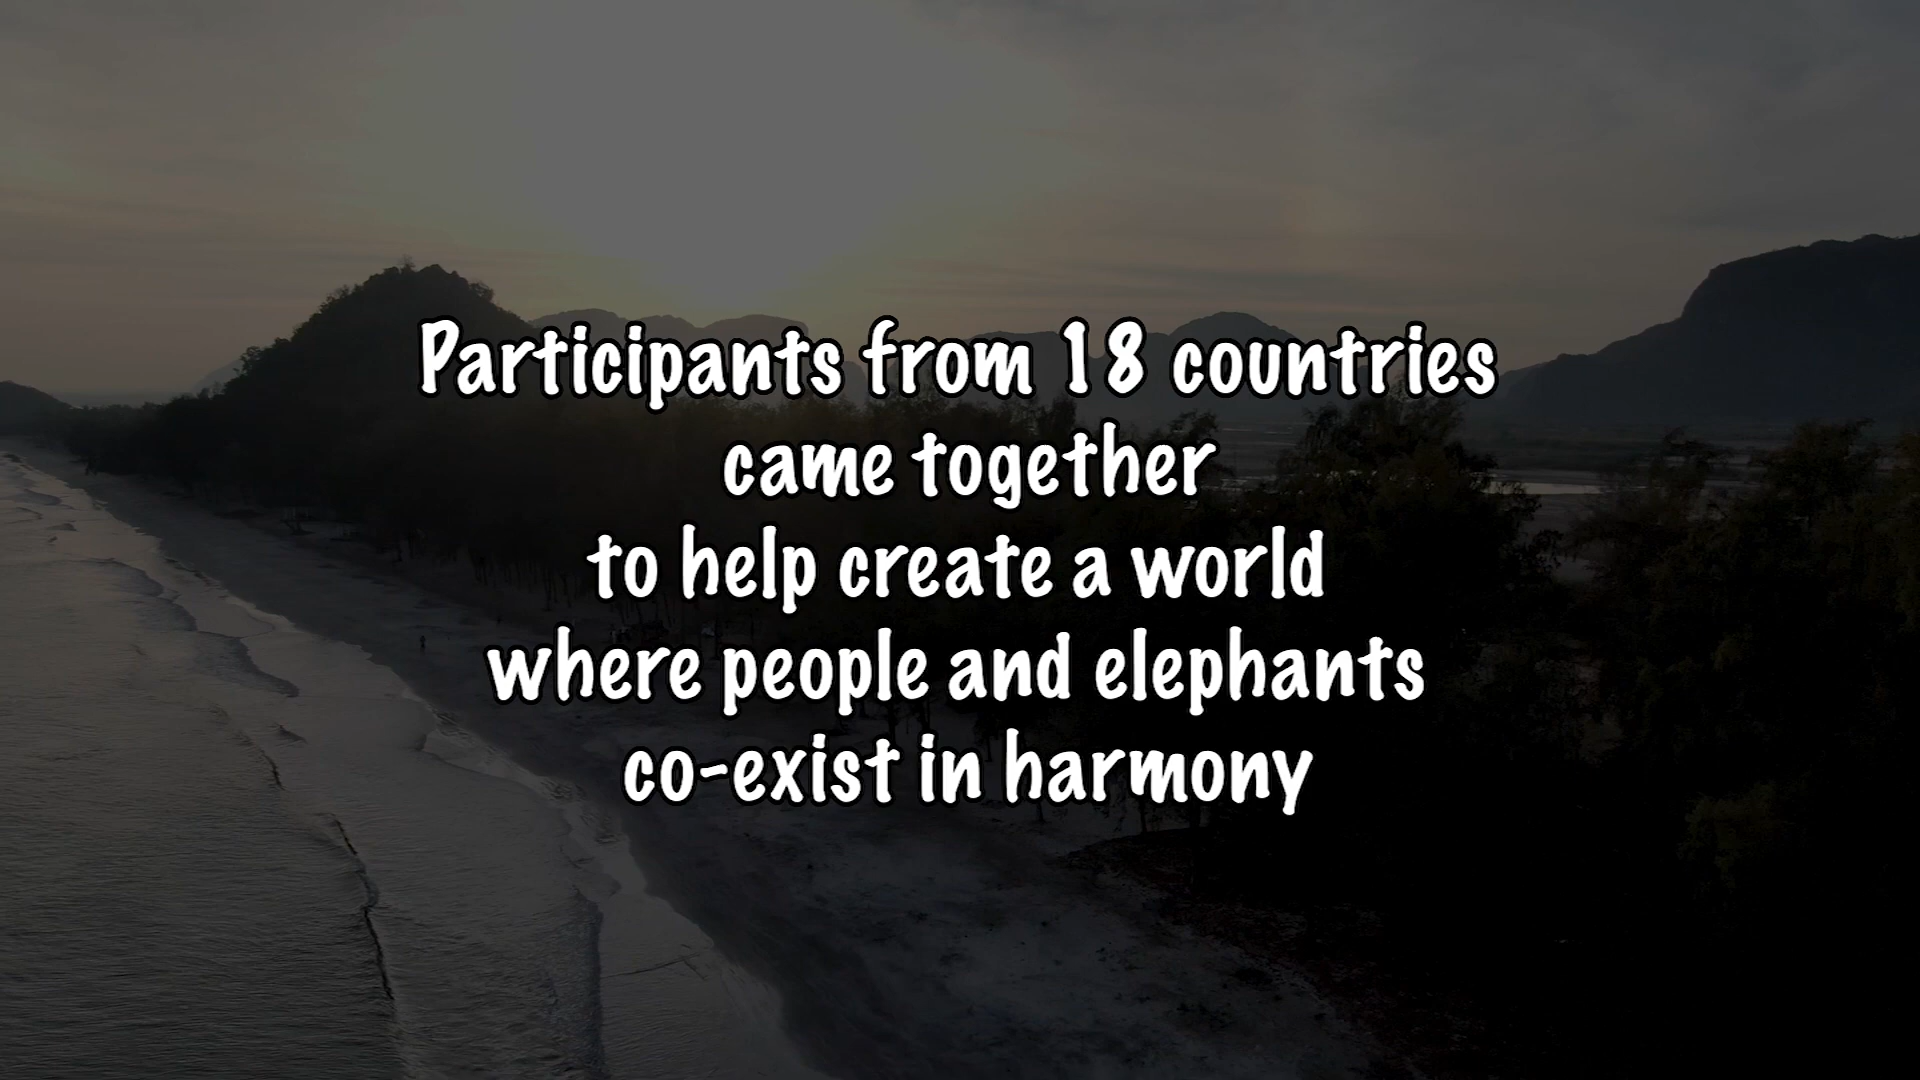 Participants from 18 countries
came together
to help create a world
where people and elephants
co-exist in harmony